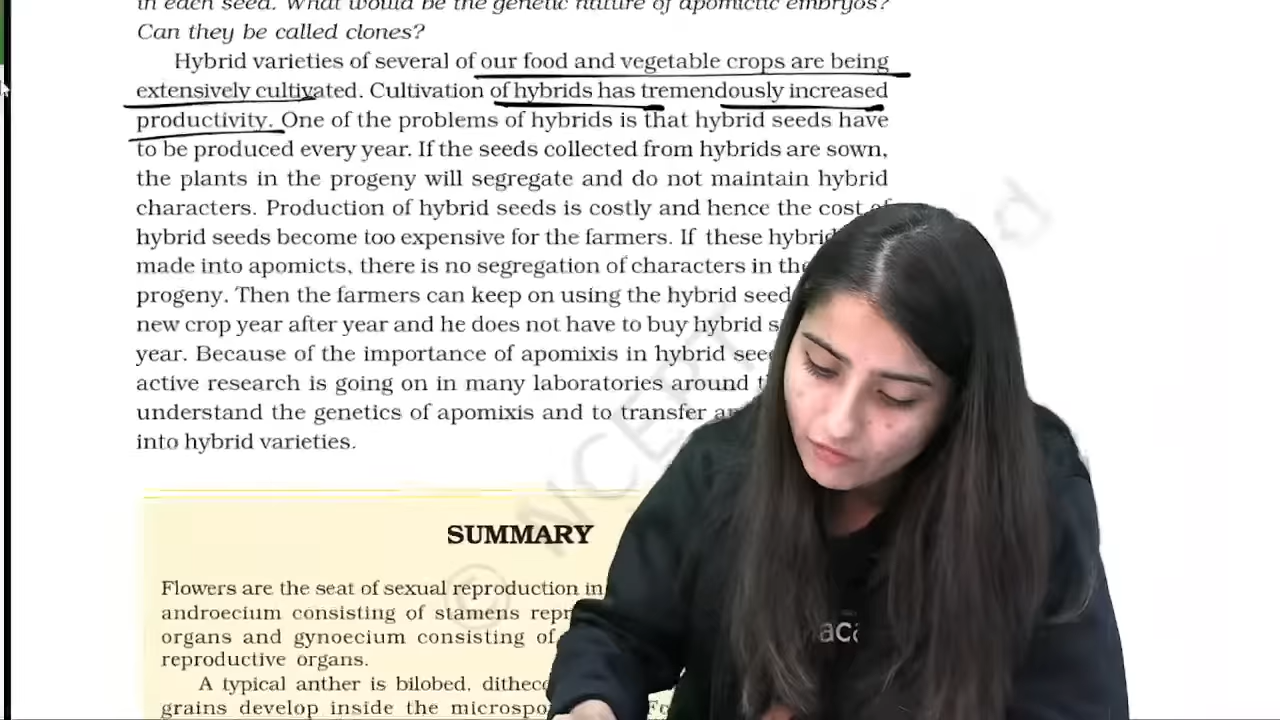 in each seed. What would be the genetic nature of apomictic embryos?
Can they be called clones?
Hybrid varieties of several of our food and vegetable crops are being
extensively cultivated. Cultivation of hybrids has tremendously increased
productivity. One of the problems of hybrids is that hybrid seeds have
to be produced every year. If the seeds collected from hybrids are sown,
the plants in the progeny will segregate and do not maintain hybrid
characters. Production of hybrid seeds is costly and hence the cost of
hybrid seeds become too expensive for the farmers. If these hybrid
made into apomicts, there is no segregation of characters in the
progeny. Then the farmers can keep on using the hybrid seed
new crop year after year and he does not have to buy hybrid s
year. Because of the importance of apomixis in hybrid see
active research is going on in many laboratories around t
understand the genetics of apomixis and to transfer a
into hybrid varieties.
© NCERT
d
SUMMARY
Flowers are the seat of sexual reproduction in
androecium consisting of stamens repr
organs and gynoecium consisting of
reproductive organs.
A typical anther is bilobed, dithec
grains develop inside the microspo
aca